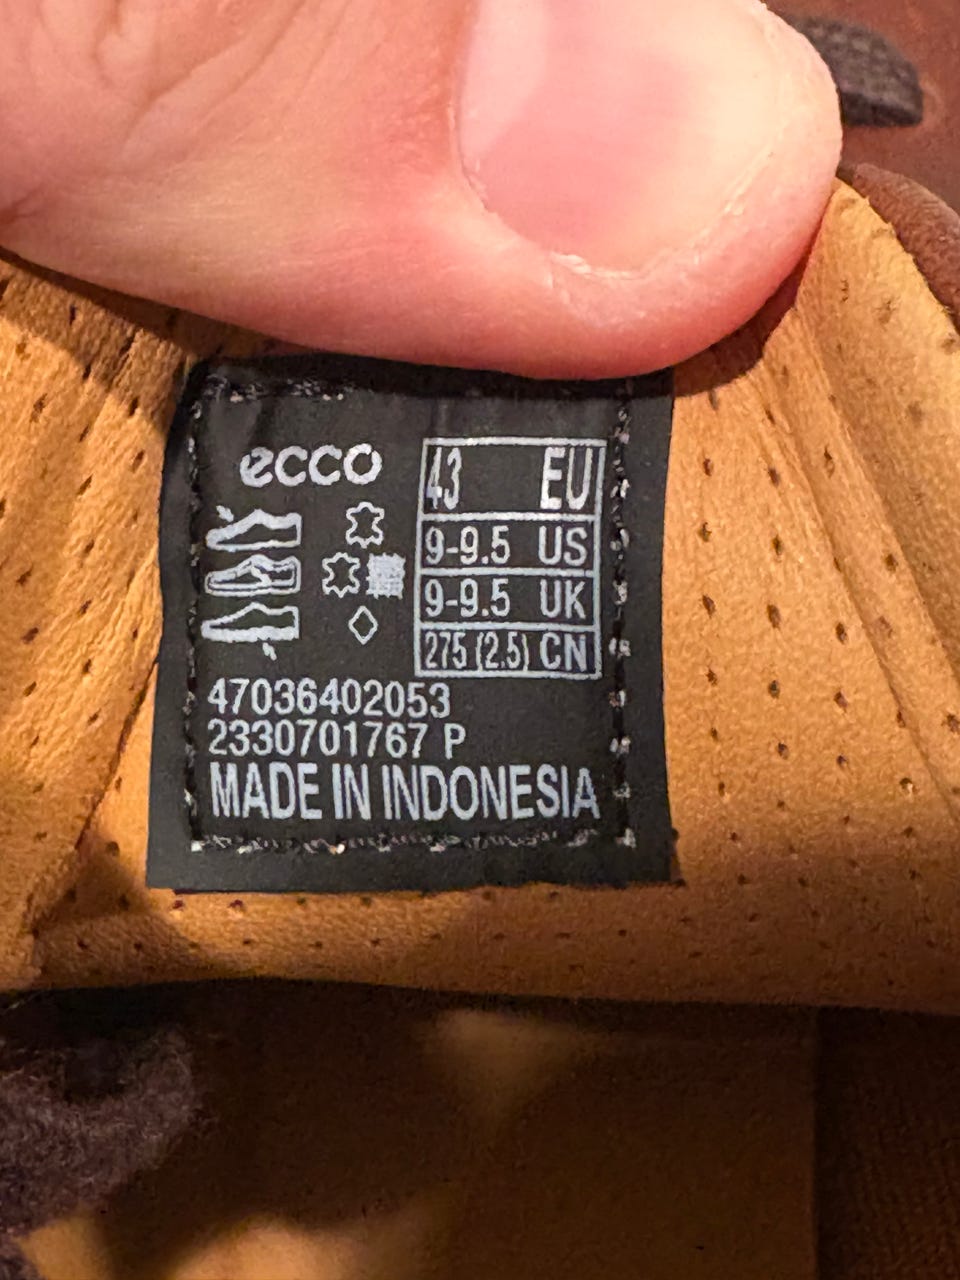 ecco
43 EU
9-9.5 US
9-9.5 UK
275 (2.5) CN
47036402053
2330701767 P
MADE IN INDONESIA